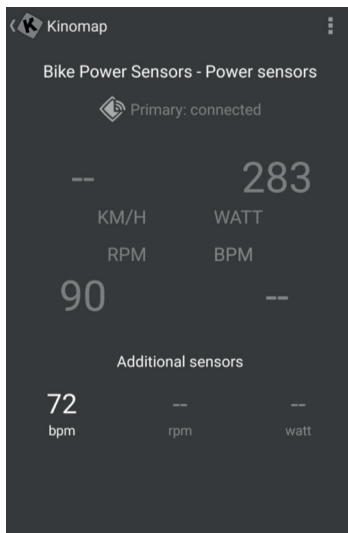 K Kinomap
Bike Power Sensors - Power sensors
Primary: connected
-- 283
KM/H WATT
RPM BPM
90 --
Additional sensors
72 -- --
bpm rpm watt